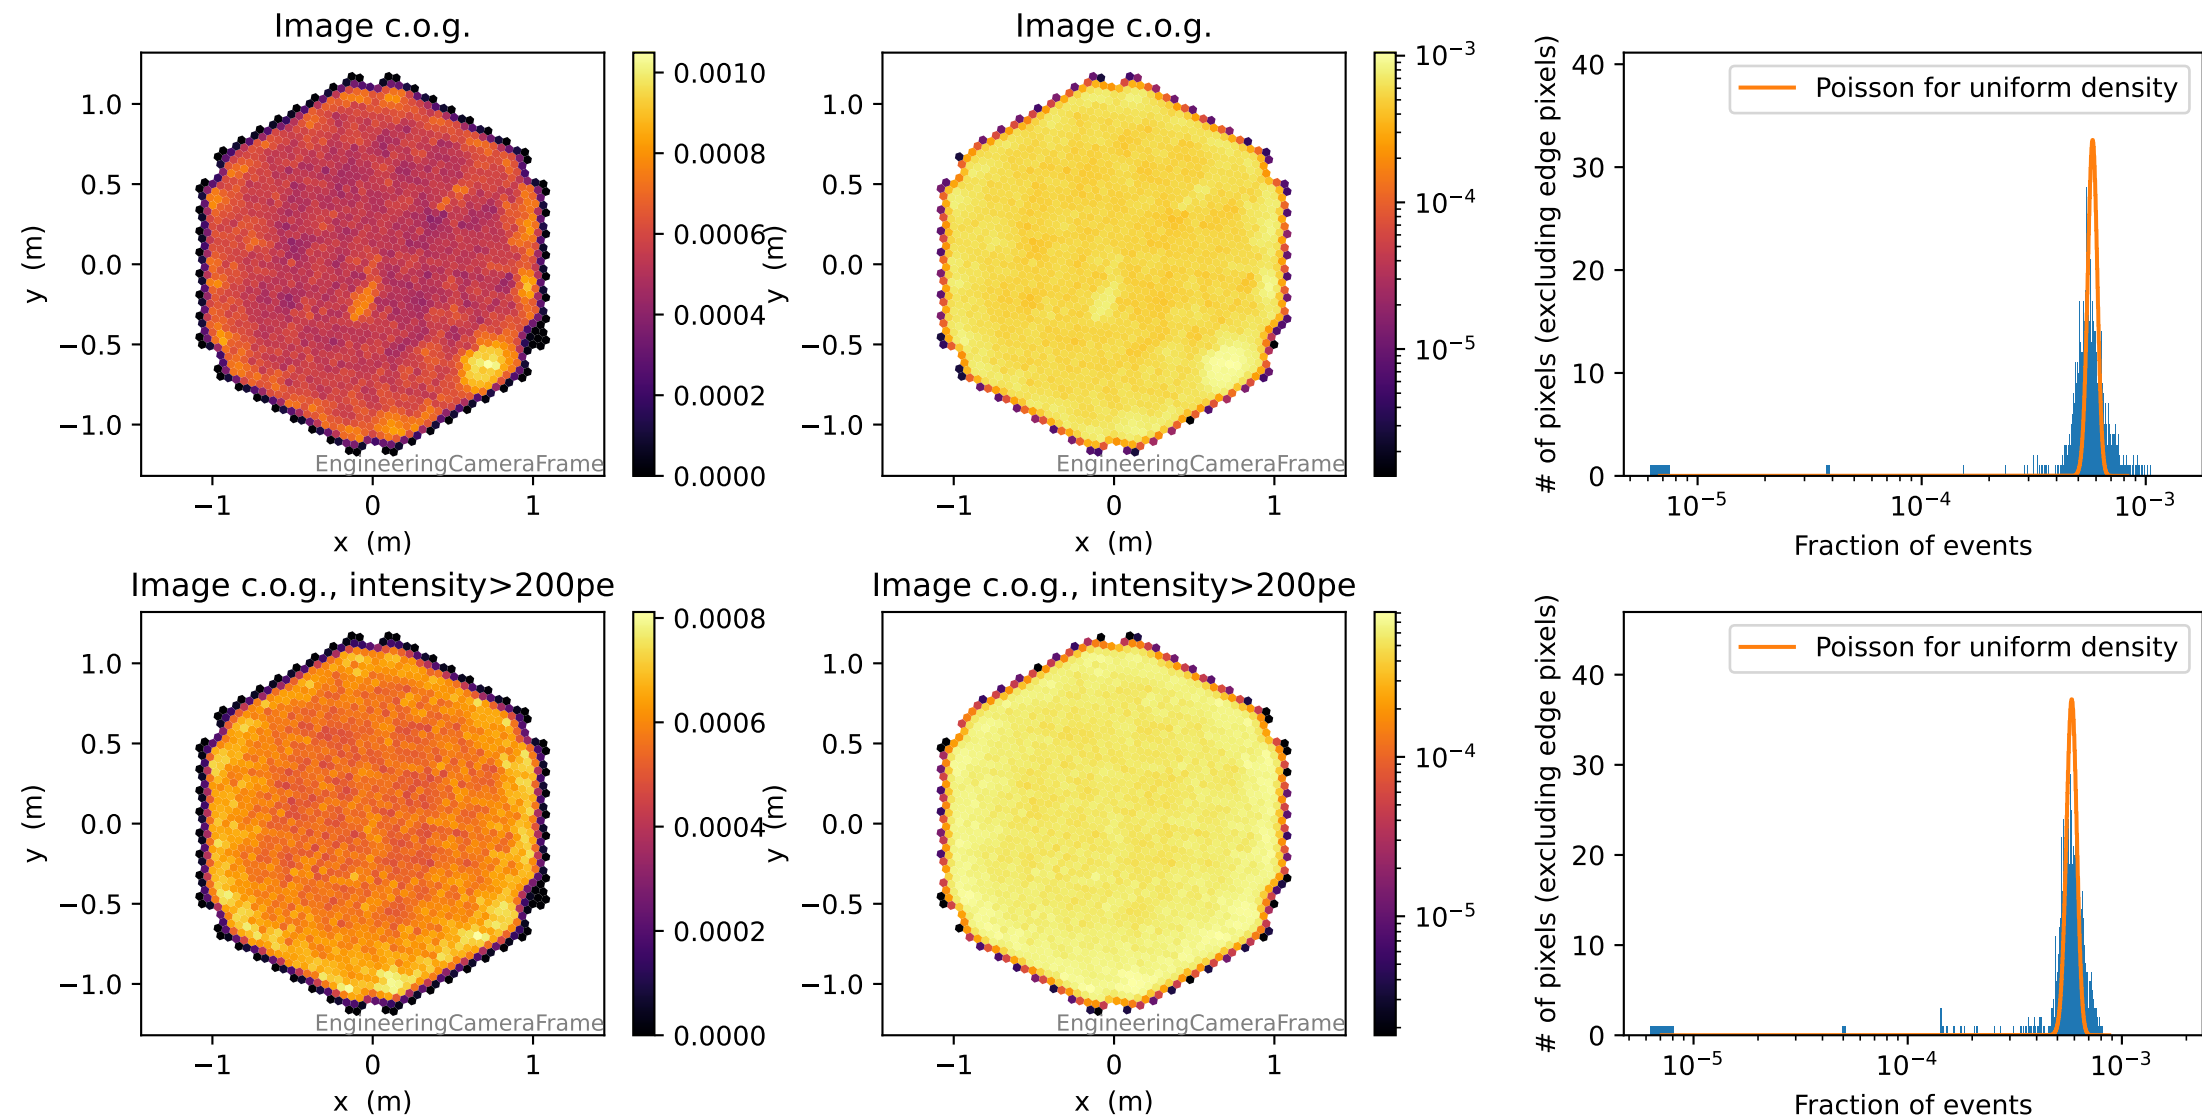 Image c.o.g.
1.0
0.5
0.0
−0.5
−1.0
y (m)
−1
0
1
x (m)
EngineeringCameraFrame
0.0010
0.0008
0.0006
0.0004
0.0002
0.0000
Image c.o.g.
1.0
0.5
0.0
−0.5
−1.0
y (m)
−1
0
1
x (m)
EngineeringCameraFrame
10⁻³
10⁻⁴
10⁻⁵
40
30
20
10
0
# of pixels (excluding edge pixels)
Poisson for uniform density
10⁻⁵
10⁻⁴
10⁻³
Fraction of events
Image c.o.g., intensity>200pe
1.0
0.5
0.0
−0.5
−1.0
y (m)
−1
0
1
x (m)
EngineeringCameraFrame
0.0008
0.0006
0.0004
0.0002
0.0000
Image c.o.g., intensity>200pe
1.0
0.5
0.0
−0.5
−1.0
y (m)
−1
0
1
x (m)
EngineeringCameraFrame
10⁻⁴
10⁻⁵
40
30
20
10
0
# of pixels (excluding edge pixels)
Poisson for uniform density
10⁻⁵
10⁻⁴
10⁻³
Fraction of events